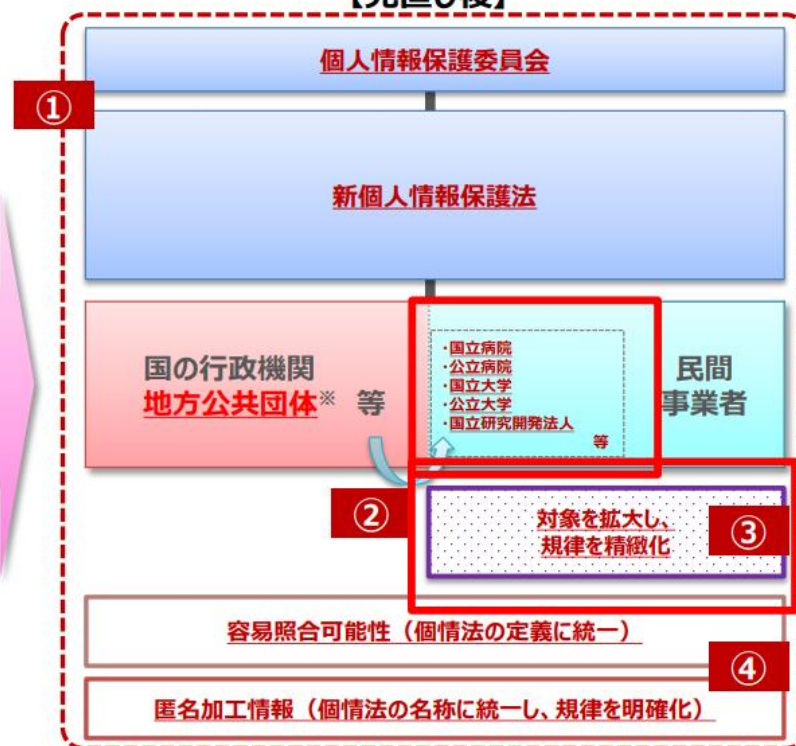 ①
個人情報保護委員会
新個人情報保護法
国の行政機関
地方公共団体※ 等
・国立病院
・公立病院
・国立大学
・公立大学
・国立研究開発法人
等
民間
事業者
②
対象を拡大し、
規律を精緻化
③
容易照合可能性（個情法の定義に統一）
④
匿名加工情報（個情法の名称に統一し、規律を明確化）